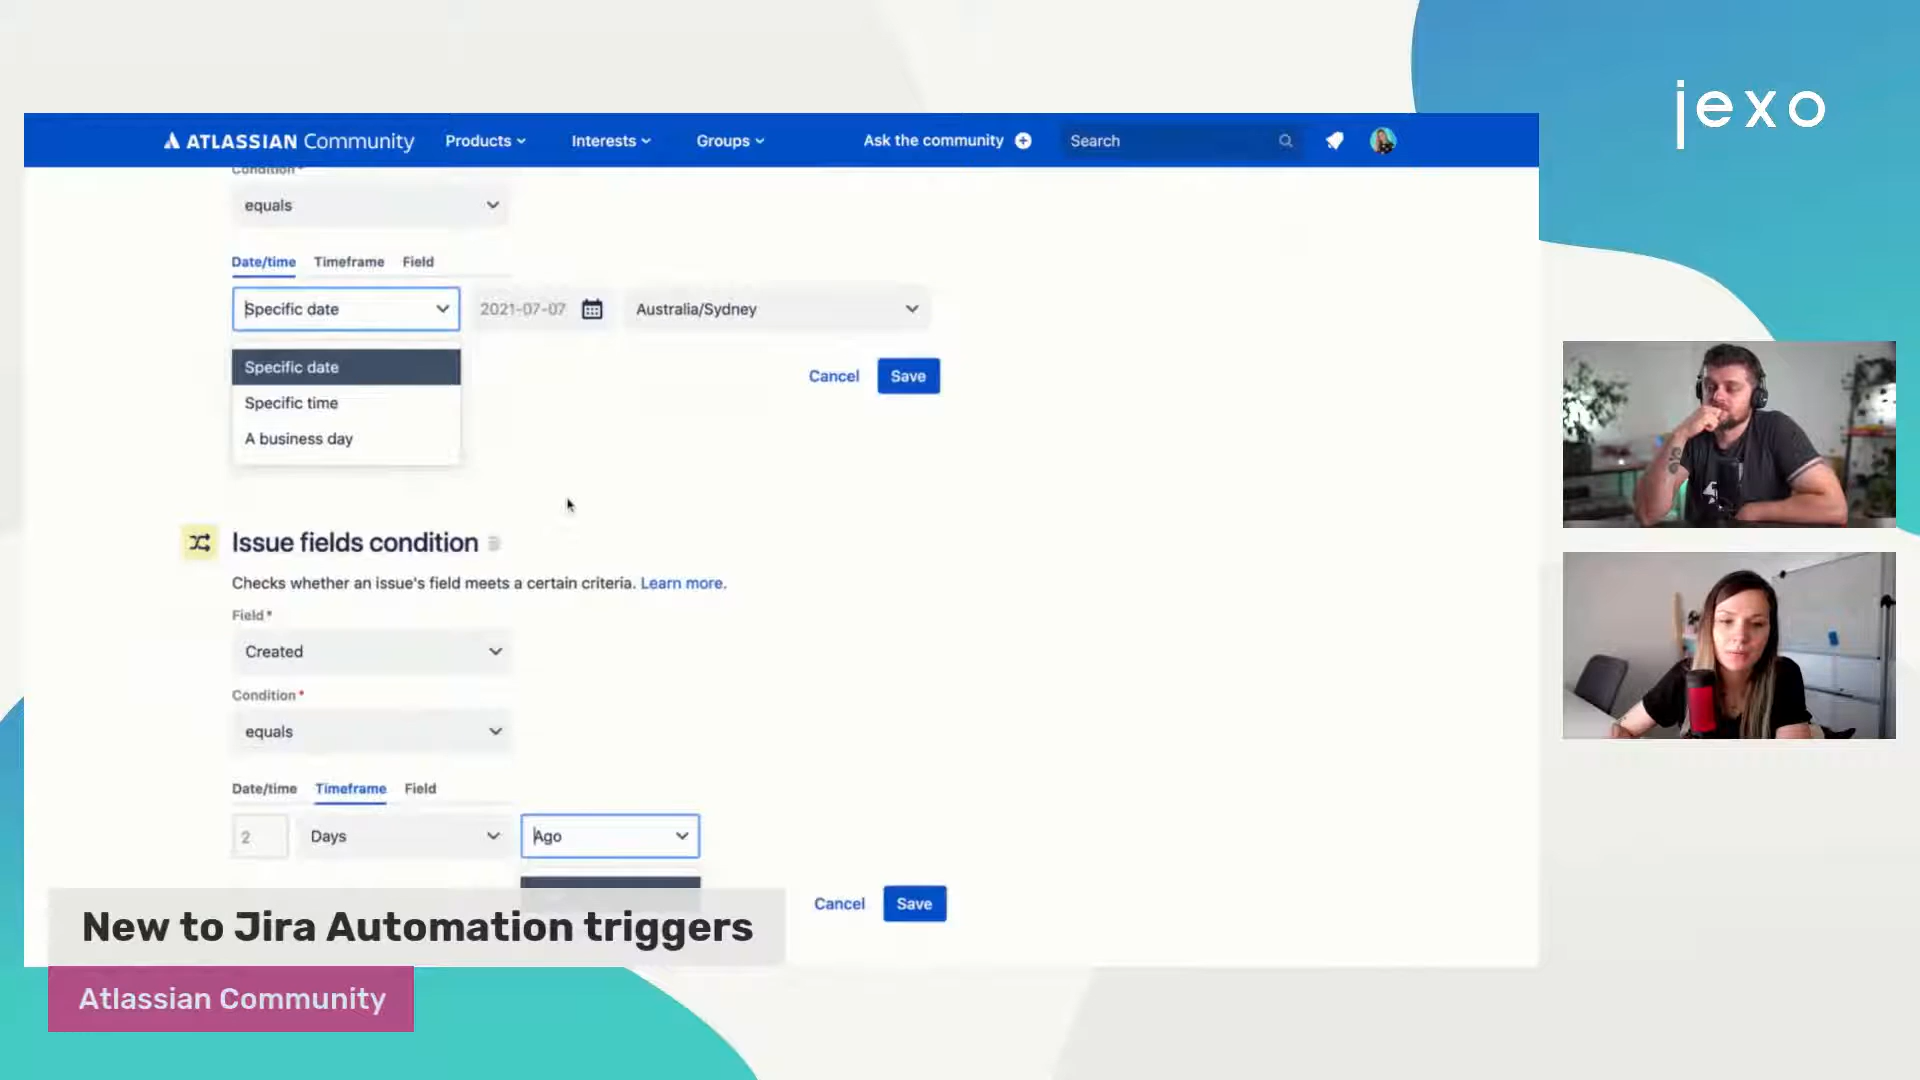 jexo
ATLASSIAN Community Products Interests Groups Ask the community Search
Condition *
equals
Date/time Timeframe Field
Specific date 2021-07-07 Australia/Sydney
Specific date
Specific time
A business day
Cancel Save
Issue fields condition
Checks whether an issue's field meets a certain criteria. Learn more.
Field *
Created
Condition *
equals
Date/time Timeframe Field
2 Days Ago
Cancel Save
New to Jira Automation triggers
Atlassian Community